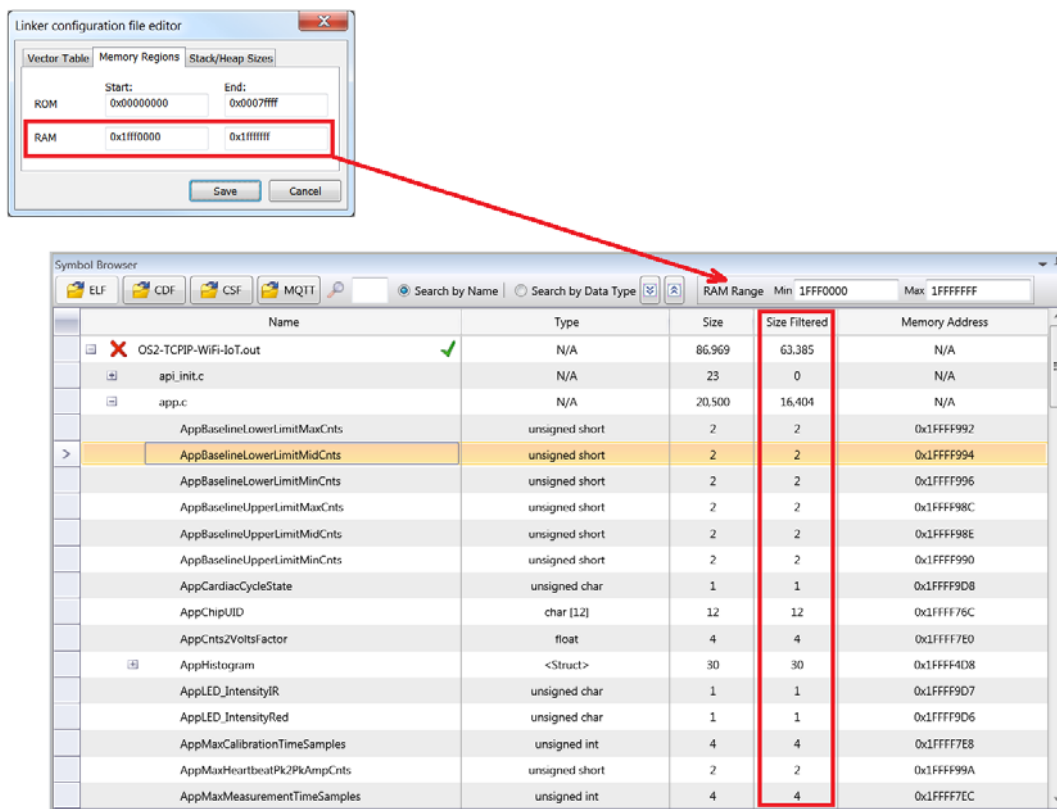 Linker configuration file editor
Vector Table Memory Regions Stack/Heap Sizes
Start: End:
ROM 0x00000000 0x0007ffff
RAM 0x1fff0000 0x1fffffff
Save Cancel
Symbol Browser
ELF CDF CSF MQTT Search by Name Search by Data Type RAM Range Min 1FFF0000 Max 1FFFFFFF
Name Type Size Size Filtered Memory Address
OS2-TCPIP-WiFi-IoT.out N/A 86,969 63,385 N/A
api_init.c N/A 23 0 N/A
app.c N/A 20,500 16,404 N/A
AppBaselineLowerLimitMaxCnts unsigned short 2 2 0x1FFFF992
AppBaselineLowerLimitMidCnts unsigned short 2 2 0x1FFFF994
AppBaselineLowerLimitMinCnts unsigned short 2 2 0x1FFFF996
AppBaselineUpperLimitMaxCnts unsigned short 2 2 0x1FFFF98C
AppBaselineUpperLimitMidCnts unsigned short 2 2 0x1FFFF98E
AppBaselineUpperLimitMinCnts unsigned short 2 2 0x1FFFF990
AppCardiacCycleState unsigned char 1 1 0x1FFFF9D8
AppChipUID char [12] 12 12 0x1FFFF76C
AppCnts2VoltsFactor float 4 4 0x1FFFF7E0
AppHistogram <Struct> 30 30 0x1FFFF4D8
AppLED_IntensityIR unsigned char 1 1 0x1FFFF9D7
AppLED_IntensityRed unsigned char 1 1 0x1FFFF9D6
AppMaxCalibrationTimeSamples unsigned int 4 4 0x1FFFF7E8
AppMaxHeartbeatPk2PkAmpCnts unsigned short 2 2 0x1FFFF99A
AppMaxMeasurementTimeSamples unsigned int 4 4 0x1FFFF7EC